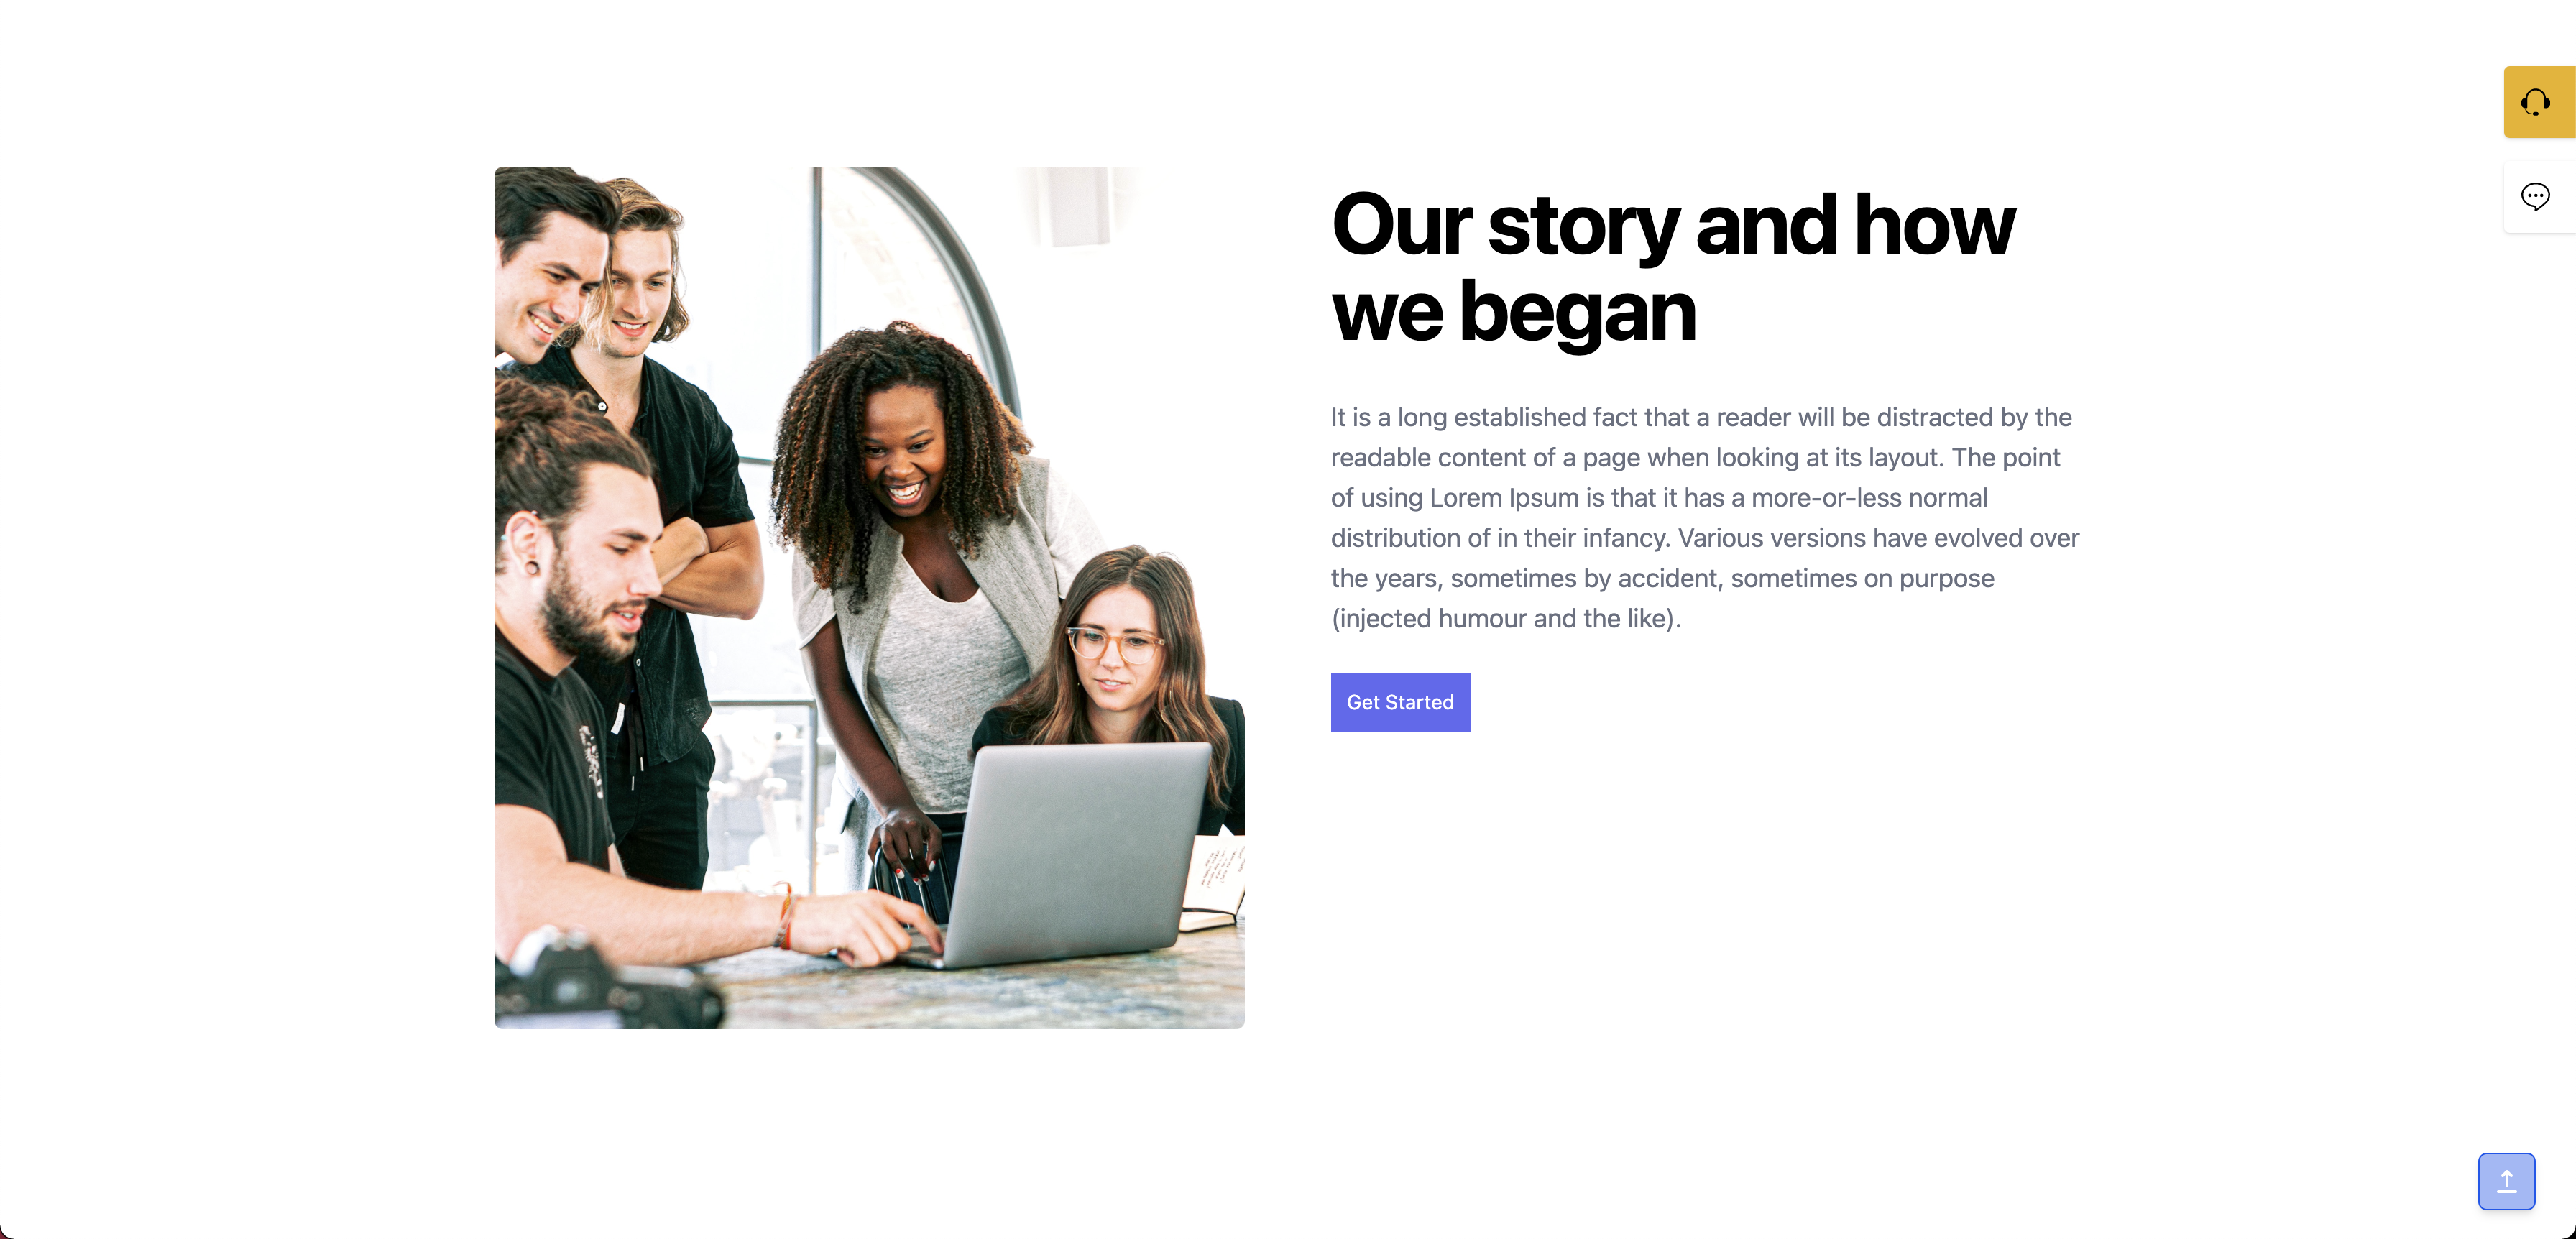 Our story and how
we began
It is a long established fact that a reader will be distracted by the
readable content of a page when looking at its layout. The point
of using Lorem Ipsum is that it has a more-or-less normal
distribution of in their infancy. Various versions have evolved over
the years, sometimes by accident, sometimes on purpose
(injected humour and the like).
Get Started